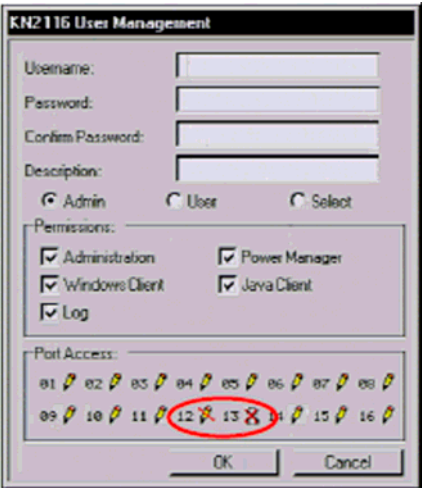 KN2116 User Management
Username:
Password:
Confirm Password:
Description:
Admin User Select
Permissions:
Administration Power Manager
Windows Client Java Client
Log
Port Access:
01 02 03 04 05 06 07 08
09 10 11 12 13 14 15 16
OK Cancel